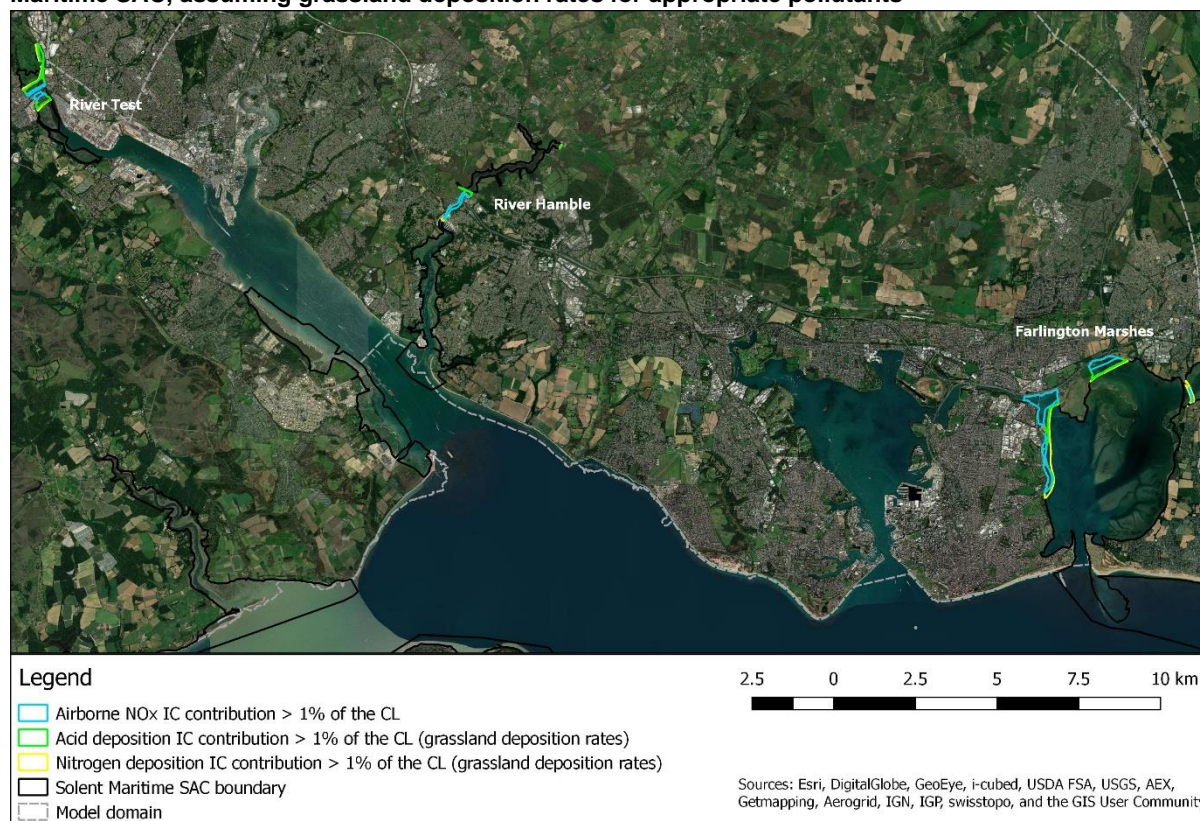 Maritime SAC, assuming grassland deposition rates for appropriate pollutants
River Test
River Hamble
Farlington Marshes
Legend
Airborne NOx IC contribution > 1% of the CL
Acid deposition IC contribution > 1% of the CL (grassland deposition rates)
Nitrogen deposition IC contribution > 1% of the CL (grassland deposition rates)
Solent Maritime SAC boundary
Model domain
2.5 0 2.5 5 7.5 10 km
Sources: Esri, DigitalGlobe, GeoEye, i-cubed, USDA FSA, USGS, AEX,
Getmapping, Aerogrid, IGN, IGP, swisstopo, and the GIS User Community